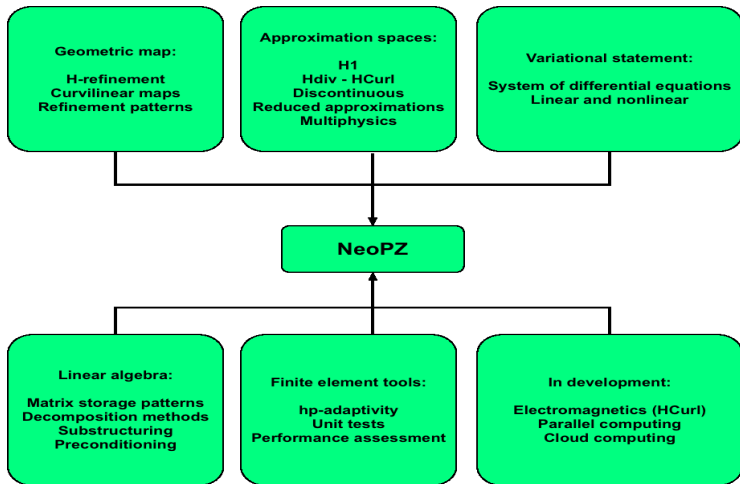 Geometric map:
H-refinement
Curvilinear maps
Refinement patterns
Approximation spaces:
H1
Hdiv - HCurl
Discontinuous
Reduced approximations
Multiphysics
Variational statement:
System of differential equations
Linear and nonlinear
NeoPZ
Linear algebra:
Matrix storage patterns
Decomposition methods
Substructuring
Preconditioning
Finite element tools:
hp-adaptivity
Unit tests
Performance assessment
In development:
Electromagnetics (HCurl)
Parallel computing
Cloud computing